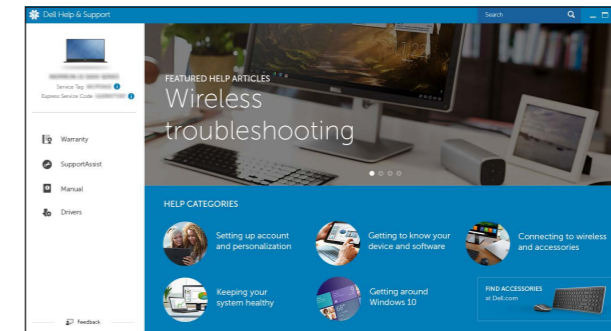 Dell Help & Support
Search
Service Tag:
Express Service Code:
Warranty
SupportAssist
Manual
Drivers
Feedback
FEATURED HELP ARTICLES
Wireless
troubleshooting
HELP CATEGORIES
Setting up account
and personalization
Getting to know your
device and software
Connecting to wireless
and accessories
Keeping your
system healthy
Getting around
Windows 10
FIND ACCESSORIES
at Dell.com